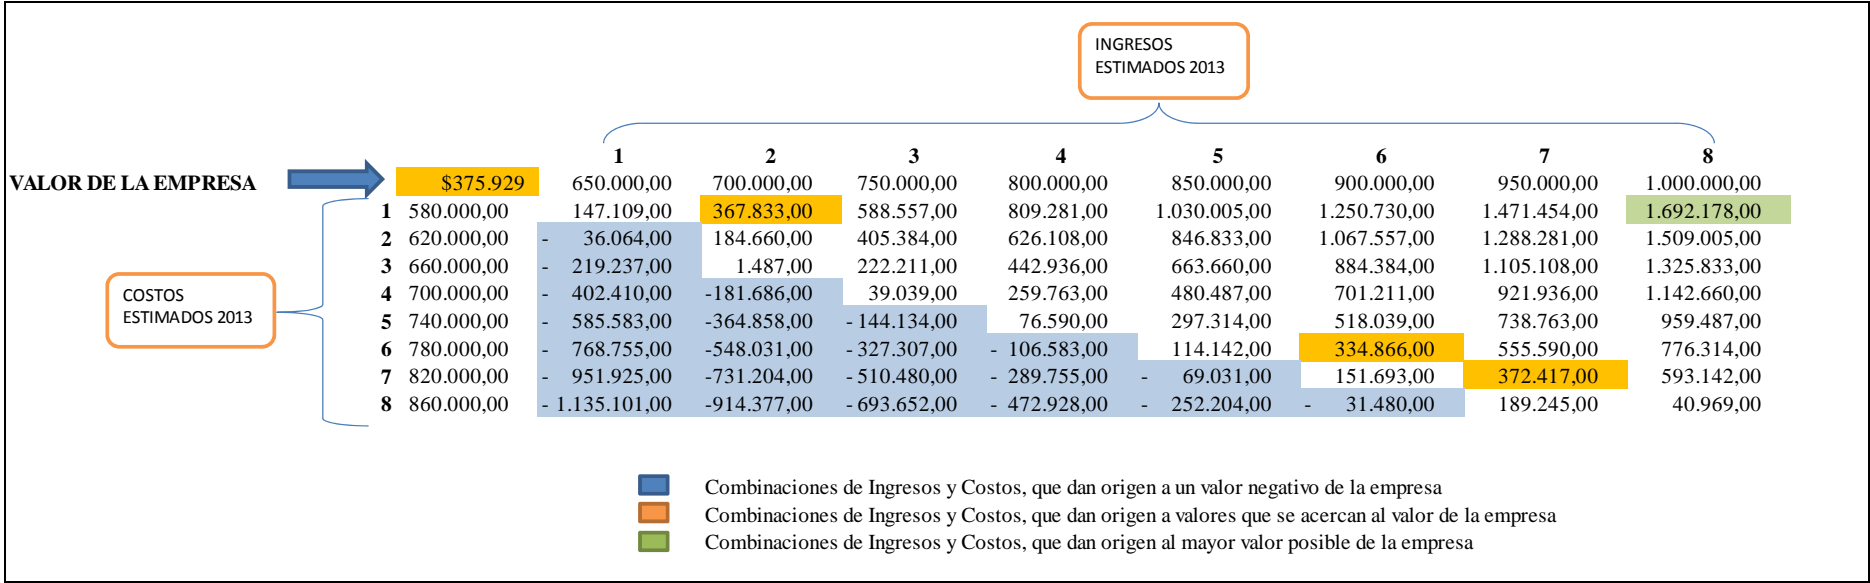 INGRESOS
ESTIMADOS 2013
1 2 3 4 5 6 7 8
VALOR DE LA EMPRESA $375.929 650.000,00 700.000,00 750.000,00 800.000,00 850.000,00 900.000,00 950.000,00 1.000.000,00
1 580.000,00 147.109,00 367.833,00 588.557,00 809.281,00 1.030.005,00 1.250.730,00 1.471.454,00 1.692.178,00
2 620.000,00 - 36.064,00 184.660,00 405.384,00 626.108,00 846.833,00 1.067.557,00 1.288.281,00 1.509.005,00
3 660.000,00 - 219.237,00 1.487,00 222.211,00 442.936,00 663.660,00 884.384,00 1.105.108,00 1.325.833,00
4 700.000,00 - 402.410,00 -181.686,00 39.039,00 259.763,00 480.487,00 701.211,00 921.936,00 1.142.660,00
5 740.000,00 - 585.583,00 -364.858,00 - 144.134,00 76.590,00 297.314,00 518.039,00 738.763,00 959.487,00
6 780.000,00 - 768.755,00 -548.031,00 - 327.307,00 - 106.583,00 114.142,00 334.866,00 555.590,00 776.314,00
7 820.000,00 - 951.925,00 -731.204,00 - 510.480,00 - 289.755,00 - 69.031,00 151.693,00 372.417,00 593.142,00
8 860.000,00 - 1.135.101,00 -914.377,00 - 693.652,00 - 472.928,00 - 252.204,00 - 31.480,00 189.245,00 40.969,00
COSTOS
ESTIMADOS 2013
Combinaciones de Ingresos y Costos, que dan origen a un valor negativo de la empresa
Combinaciones de Ingresos y Costos, que dan origen a valores que se acercan al valor de la empresa
Combinaciones de Ingresos y Costos, que dan origen al mayor valor posible de la empresa